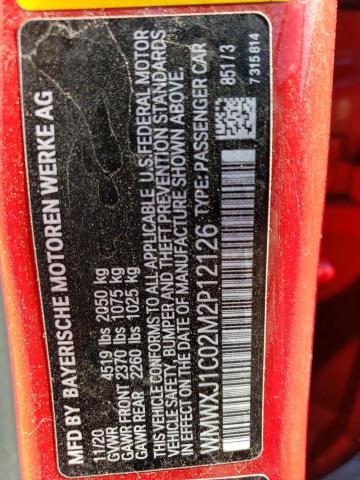 MFD BY BAYERISCHE MOTOREN WERKE AG
11/20
GVWR 4519 lbs 2050 kg
GAWR FRONT 2370 lbs 1075 kg
GAWR REAR 2260 lbs 1025 kg
THIS VEHICLE CONFORMS TO ALL APPLICABLE U.S. FEDERAL MOTOR
VEHICLE SAFETY, BUMPER AND THEFT PREVENTION STANDARDS
IN EFFECT ON THE DATE OF MANUFACTURE SHOWN ABOVE.
WMWXJ1C02M2P12126 TYPE: PASSENGER CAR
851/3
7315814